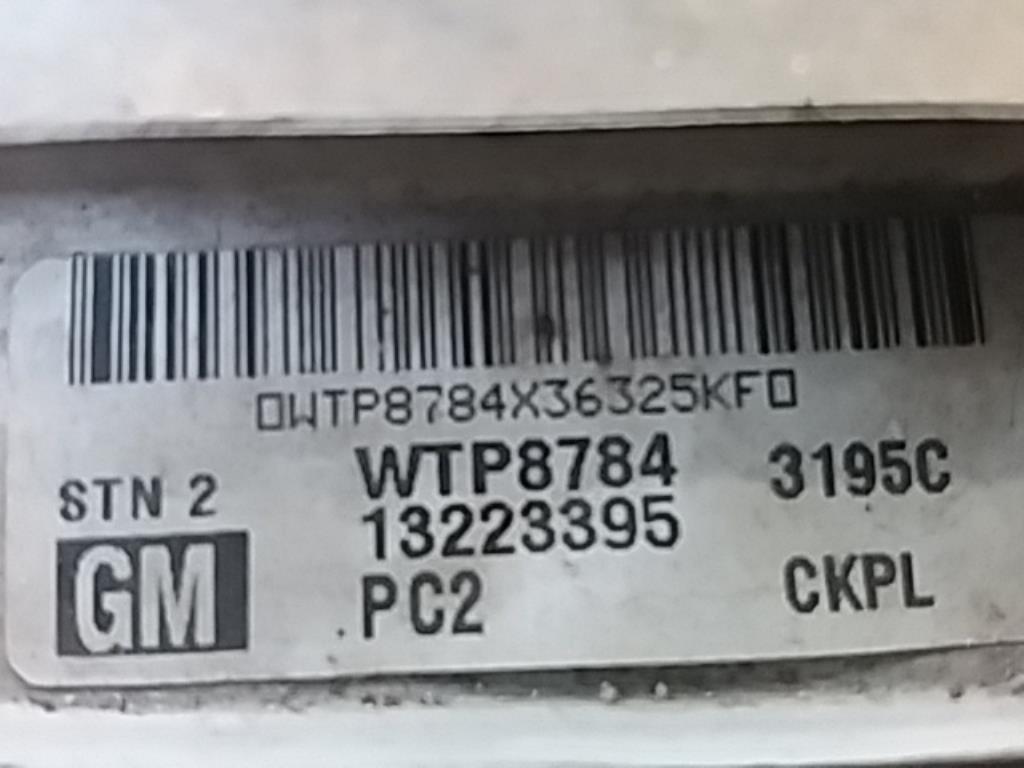 0WTP8784X36325KF0
WTP8784 3195C
STN 2
13223395
GM
PC2 CKPL